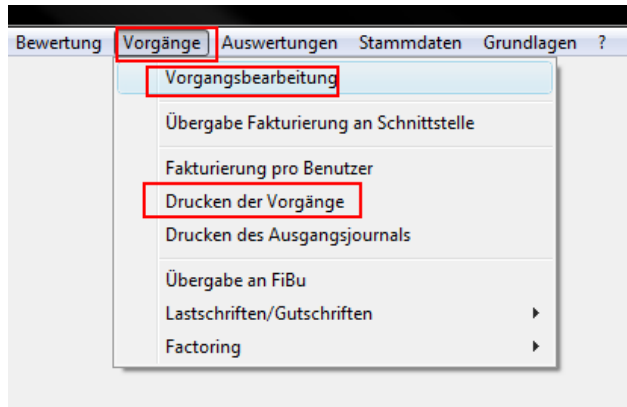 Bewertung Vorgänge Auswertungen Stammdaten Grundlagen ?
Vorgangsbearbeitung
Übergabe Fakturierung an Schnittstelle
Fakturierung pro Benutzer
Drucken der Vorgänge
Drucken des Ausgangsjournals
Übergabe an FiBu
Lastschriften/Gutschriften
Factoring